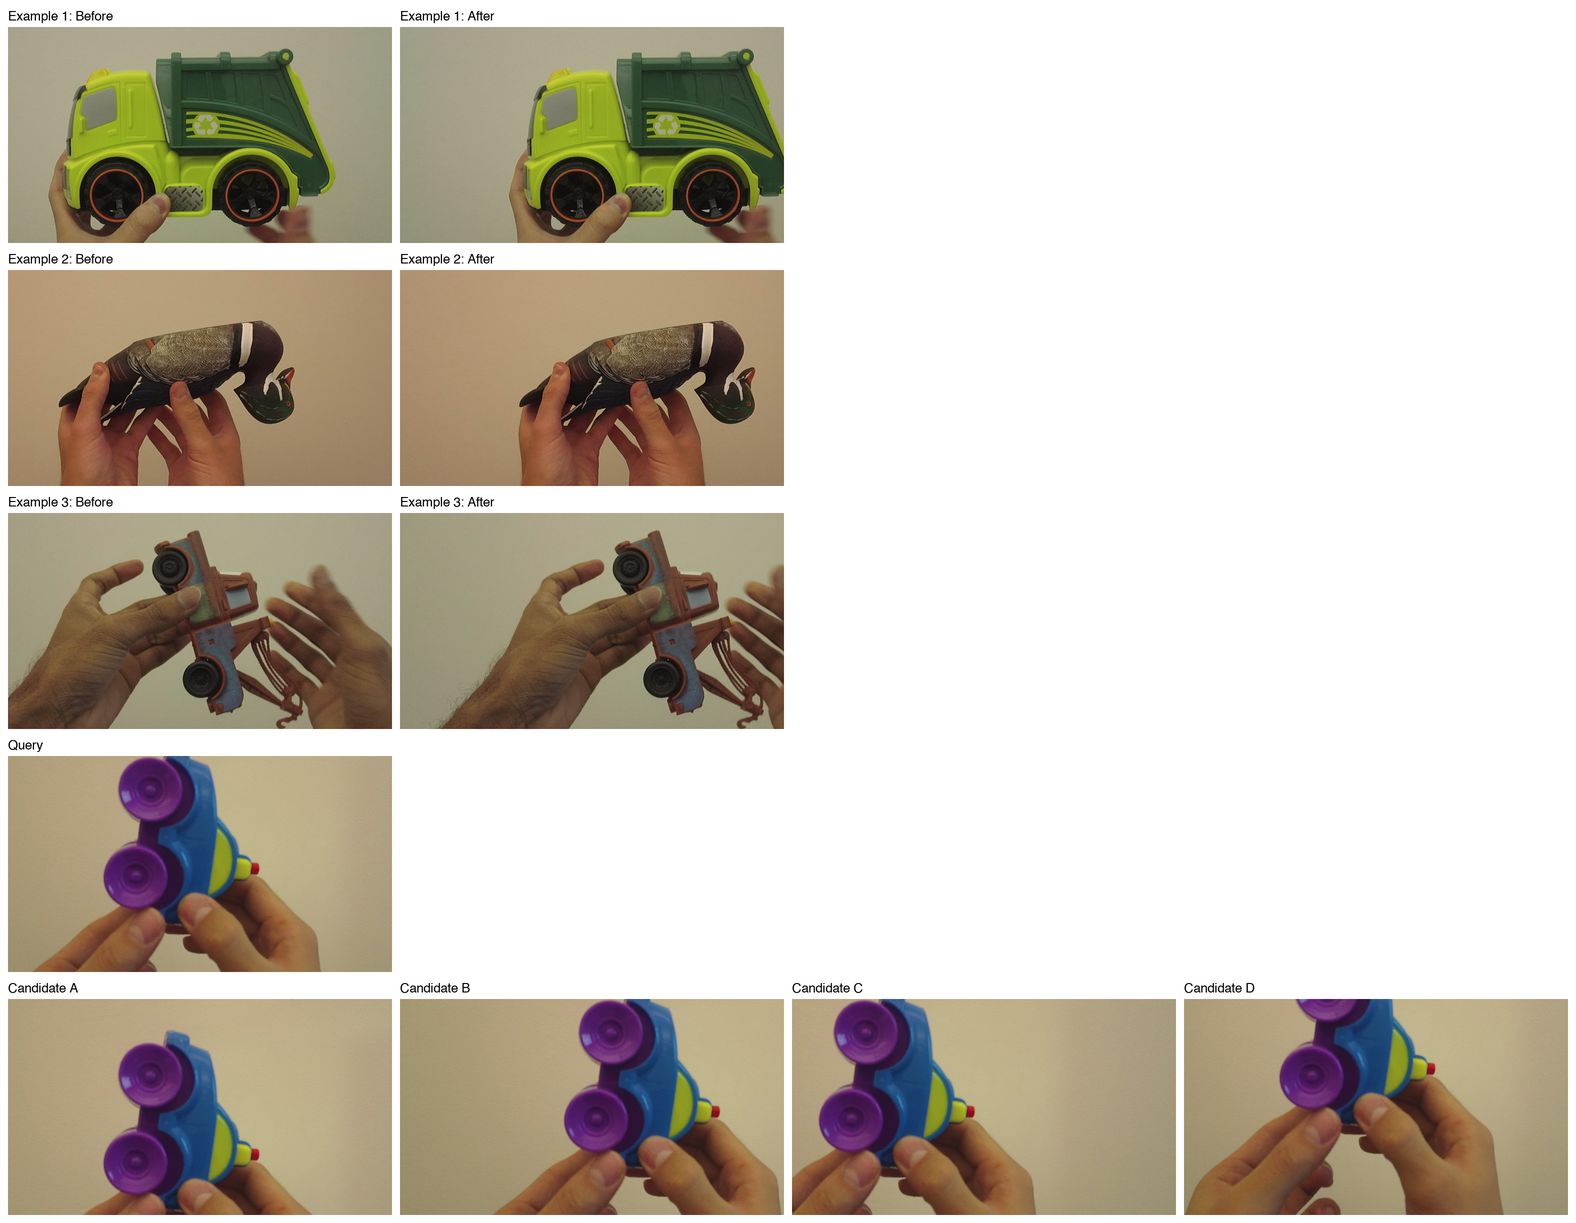 Example 1: Before
Example 1: After
Example 2: Before
Example 2: After
Example 3: Before
Example 3: After
Query
Candidate A
Candidate B
Candidate C
Candidate D